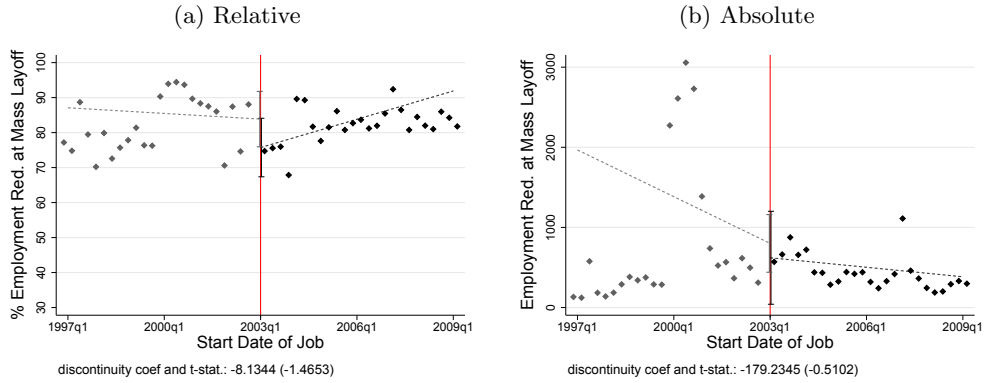 (a) Relative
% Employment Red. at Mass Layoff
100
90
80
70
60
50
40
30
1997q1 2000q1 2003q1 2006q1 2009q1
Start Date of Job
discontinuity coef and t-stat.: -8.1344 (-1.4653)
(b) Absolute
Employment Red. at Mass Layoff
3000
2000
1000
0
1997q1 2000q1 2003q1 2006q1 2009q1
Start Date of Job
discontinuity coef and t-stat.: -179.2345 (-0.5102)